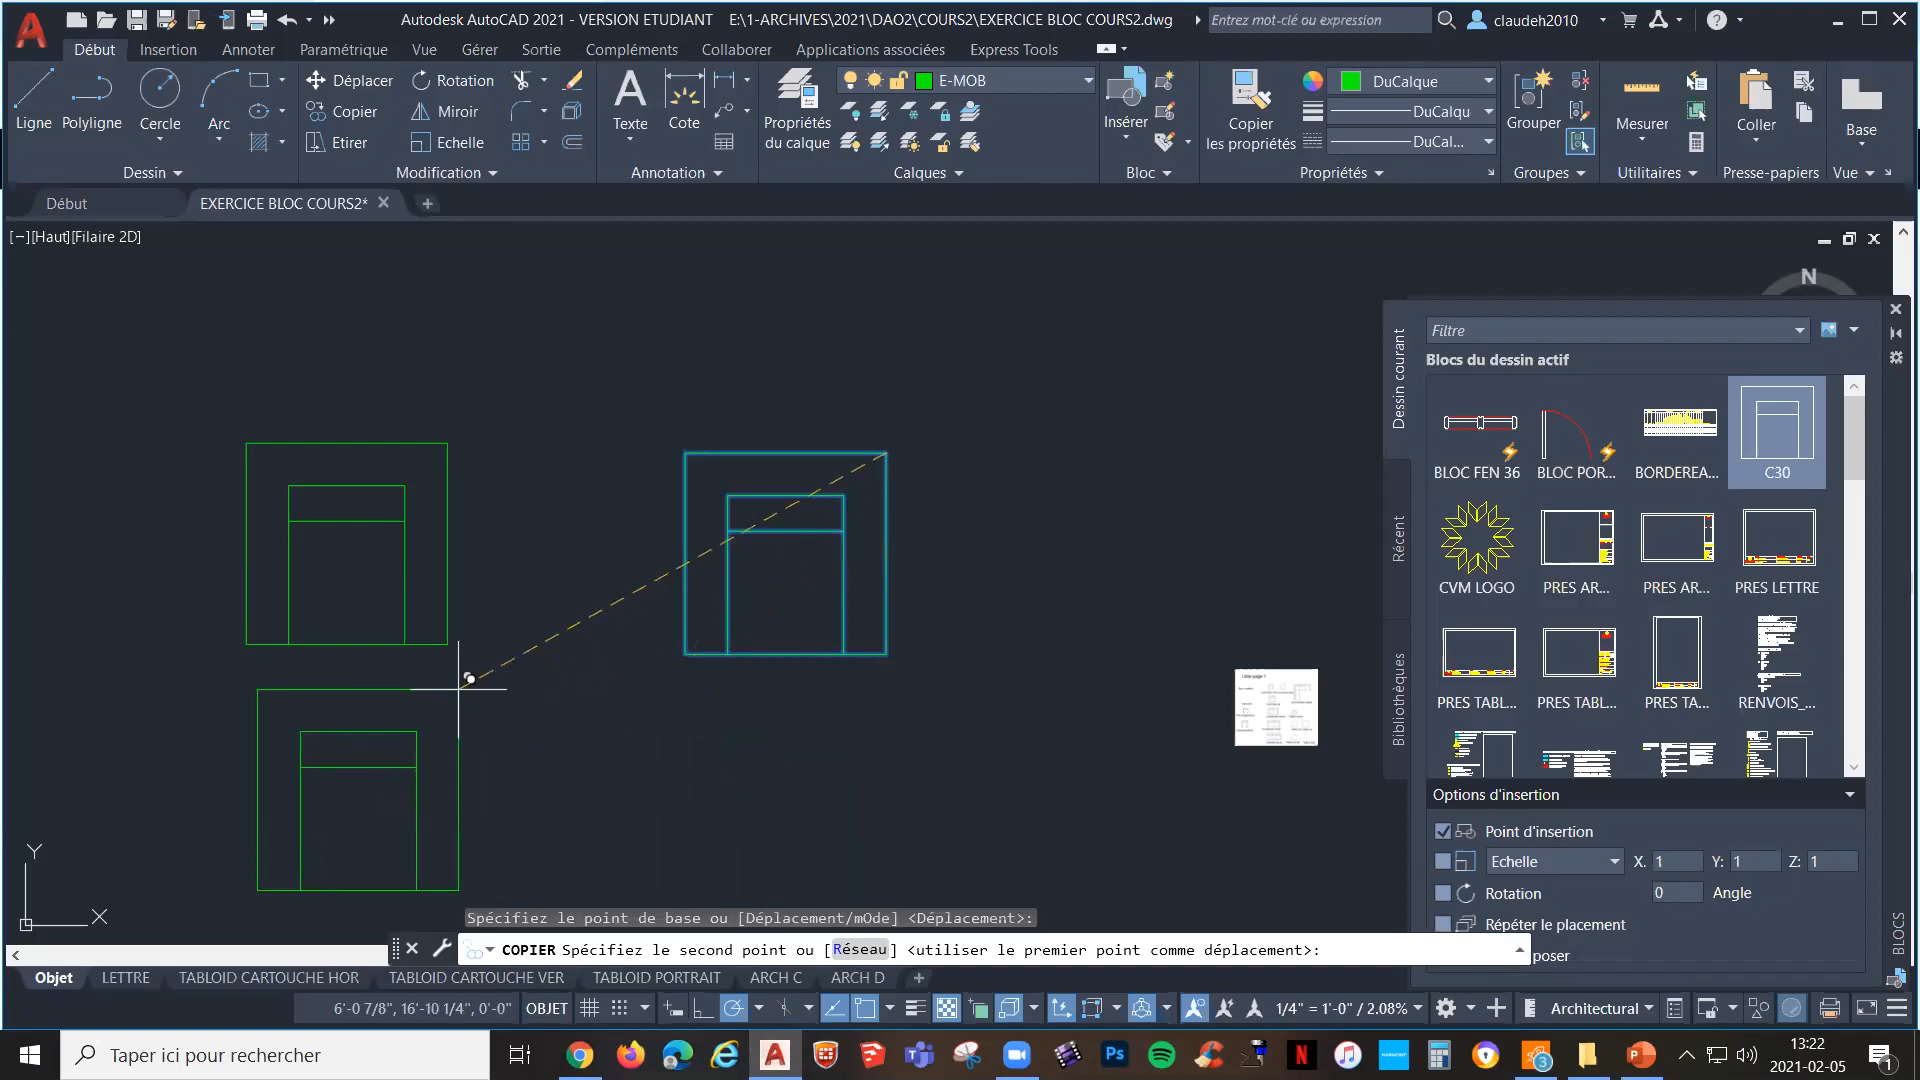 Autodesk AutoCAD 2021 - VERSION ETUDIANT E:\1-ARCHIVES\2021\DAO2\COURS2\EXERCICE BLOC COURS2.dwg
Entrez mot-clé ou expression
claudeh2010
Début Insertion Annoter Paramétrique Vue Gérer Sortie Compléments Collaborer Applications associées Express Tools
Ligne Polyligne Cercle Arc
Déplacer Rotation
Copier Miroir
Etirer Echelle
Texte Cote
Propriétés du calque
E-MOB
Insérer
Copier les propriétés
DuCalque
DuCalqu
DuCal...
Grouper
Mesurer
Coller
Base
Dessin Modification Annotation Calques Bloc Propriétés Groupes Utilitaires Presse-papiers Vue
Début EXERCICE BLOC COURS2*
[−][Haut][Filaire 2D]
N
Dessin courant
Récent
Bibliothèques
Filtre
Blocs du dessin actif
BLOC FEN 36 BLOC POR... BORDEREA... C30
CVM LOGO PRES AR... PRES AR... PRES LETTRE
PRES TABL... PRES TABL... PRES TA... RENVOIS_...
Options d'insertion
Point d'insertion
Echelle X. 1 Y: 1 Z: 1
Rotation 0 Angle
Répéter le placement
poser
BLOCS
Y
X
Spécifiez le point de base ou [Déplacement/mOde] <Déplacement>:
COPIER Spécifiez le second point ou [Réseau] <utiliser le premier point comme déplacement>:
Objet LETTRE TABLOID CARTOUCHE HOR TABLOID CARTOUCHE VER TABLOID PORTRAIT ARCH C ARCH D
6'-0 7/8", 16'-10 1/4", 0'-0" OBJET 1/4" = 1'-0" / 2.08% Architectural
Taper ici pour rechercher
Ps
N
3
13:22
2021-02-05
1